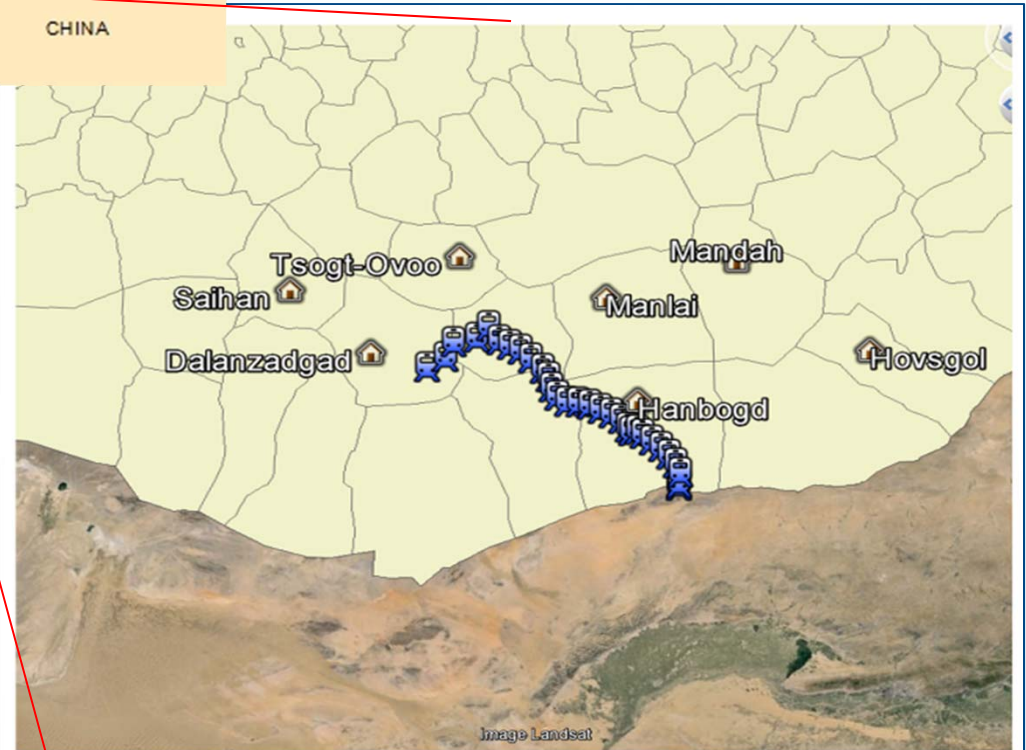 CHINA
Mandah
Tsogt-Ovoo
Saihan
Manlai
Dalanzadgad
Hovsgol
Hanbogd
Image Landsat